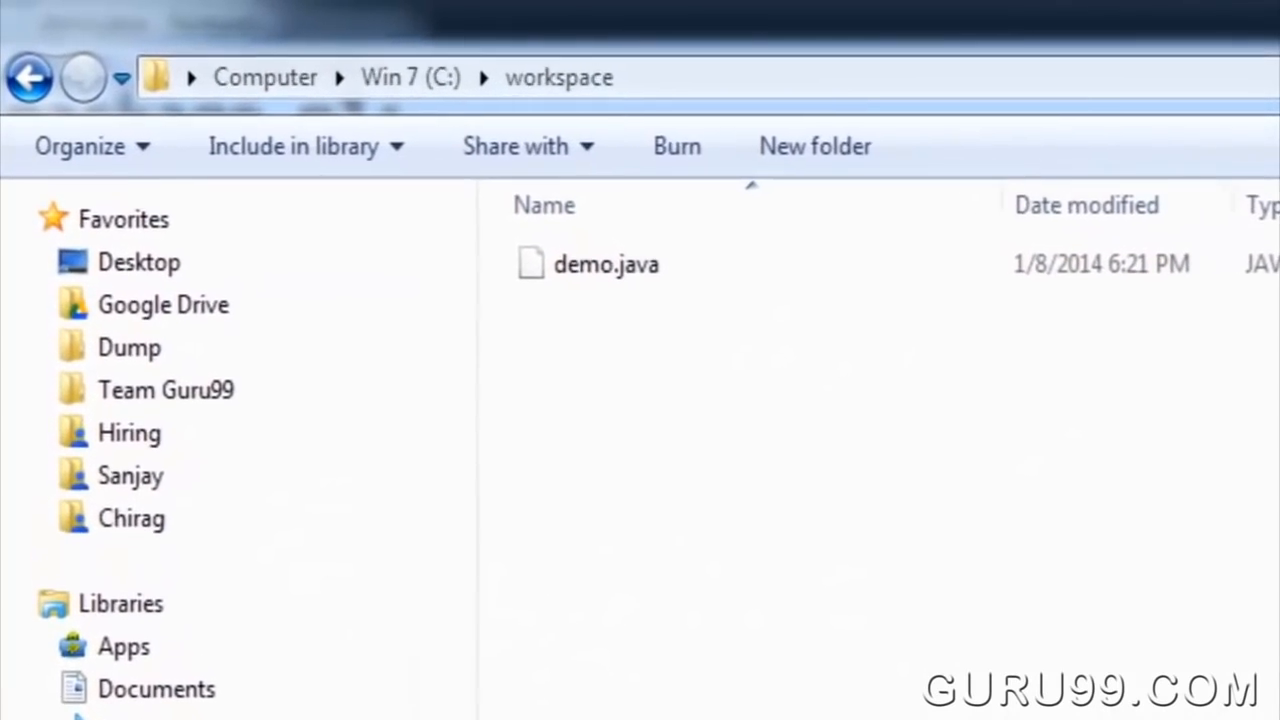 Computer Win 7 (C:) workspace
Organize Include in library Share with Burn New folder
Name Date modified
demo.java 1/8/2014 6:21 PM
Favorites
Desktop
Google Drive
Dump
Team Guru99
Hiring
Sanjay
Chirag
Libraries
Apps
Documents
GURU99.COM